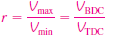 r = V_max / V_min = V_BDC / V_TDC